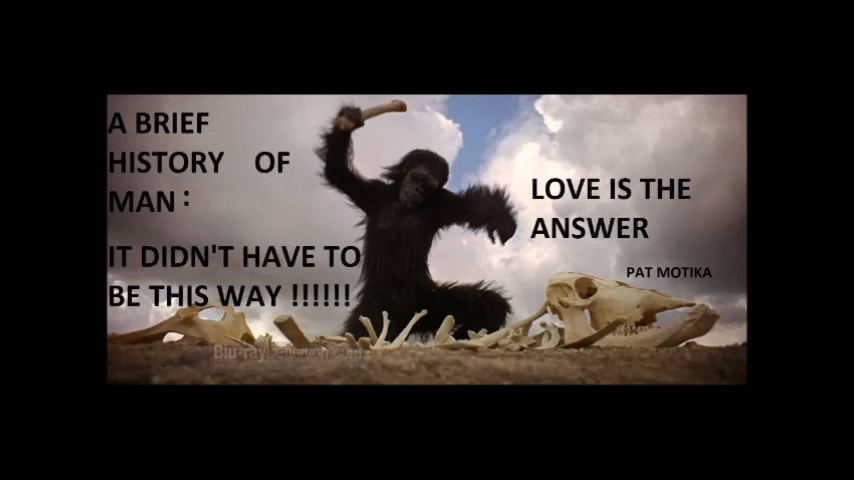 A BRIEF
HISTORY OF
MAN:
IT DIDN'T HAVE TO
BE THIS WAY !!!!!!
LOVE IS THE
ANSWER
PAT MOTIKA